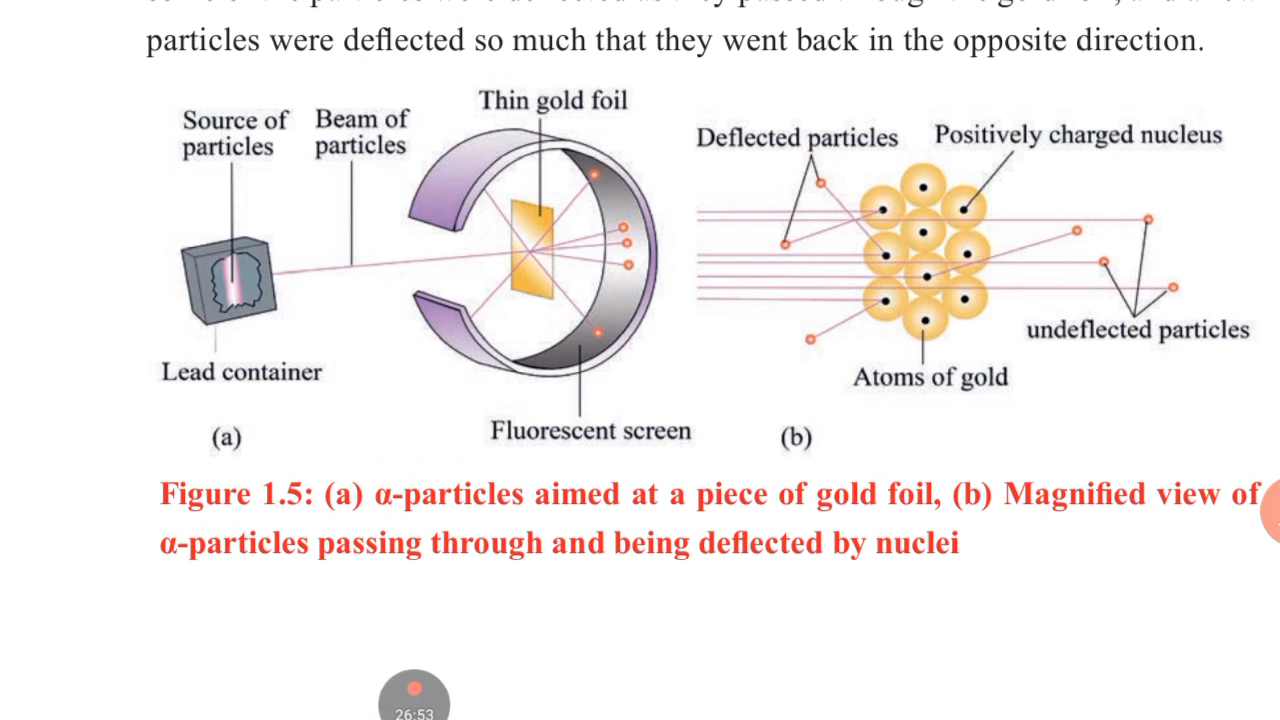 particles were deflected so much that they went back in the opposite direction.
Thin gold foil
Source of
particles
Beam of
particles
Deflected particles
Positively charged nucleus
undeflected particles
Lead container
Atoms of gold
Fluorescent screen
(a)
(b)
Figure 1.5: (a) α-particles aimed at a piece of gold foil, (b) Magnified view of
α-particles passing through and being deflected by nuclei
26:53